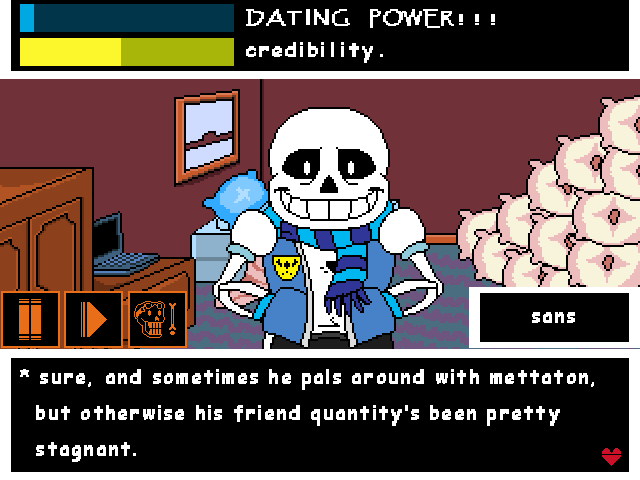 DATING POWER!!!
credibility.
sans
* sure, and sometimes he pals around with mettaton,
but otherwise his friend quantity's been pretty
stagnant.